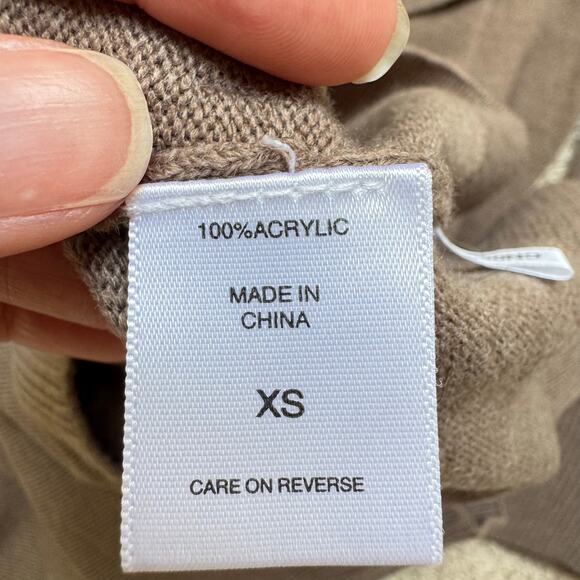 100%ACRYLIC
MADE IN
CHINA
XS
CARE ON REVERSE